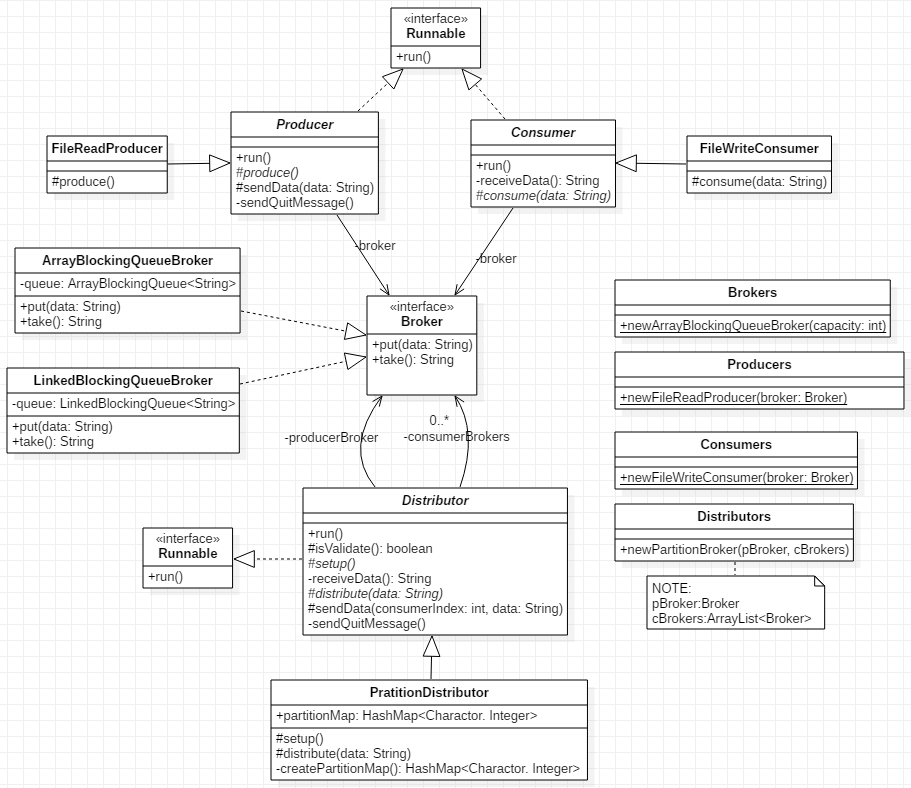 «interface»
Runnable
+run()
Producer
+run()
#produce()
#sendData(data: String)
-sendQuitMessage()
Consumer
+run()
-receiveData(): String
#consume(data: String)
FileReadProducer
#produce()
FileWriteConsumer
#consume(data: String)
-broker
-broker
ArrayBlockingQueueBroker
-queue: ArrayBlockingQueue<String>
+put(data: String)
+take(): String
«interface»
Broker
+put(data: String)
+take(): String
LinkedBlockingQueueBroker
-queue: LinkedBlockingQueue<String>
+put(data: String)
+take(): String
Brokers
+newArrayBlockingQueueBroker(capacity: int)
Producers
+newFileReadProducer(broker: Broker)
Consumers
+newFileWriteConsumer(broker: Broker)
Distributors
+newPartitionBroker(pBroker, cBrokers)
NOTE:
pBroker:Broker
cBrokers:ArrayList<Broker>
-producerBroker
0..*
-consumerBrokers
Distributor
+run()
#isValidate(): boolean
#setup()
-receiveData(): String
#distribute(data: String)
#sendData(consumerIndex: int, data: String)
-sendQuitMessage()
«interface»
Runnable
+run()
PratitionDistributor
+partitionMap: HashMap<Charactor. Integer>
#setup()
#distribute(data: String)
-createPartitionMap(): HashMap<Charactor. Integer>